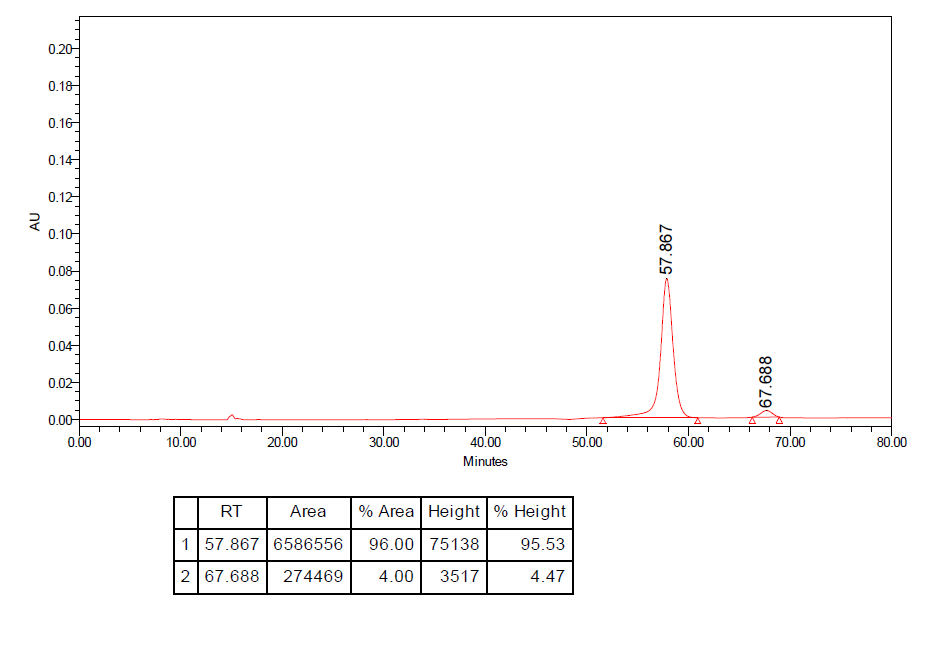 0.20
0.18
0.16
0.14
0.12
0.10
0.08
0.06
0.04
0.02
0.00
AU
57.867
67.688
0.00 10.00 20.00 30.00 40.00 50.00 60.00 70.00 80.00
Minutes
RT Area % Area Height % Height
1 57.867 6586556 96.00 75138 95.53
2 67.688 274469 4.00 3517 4.47